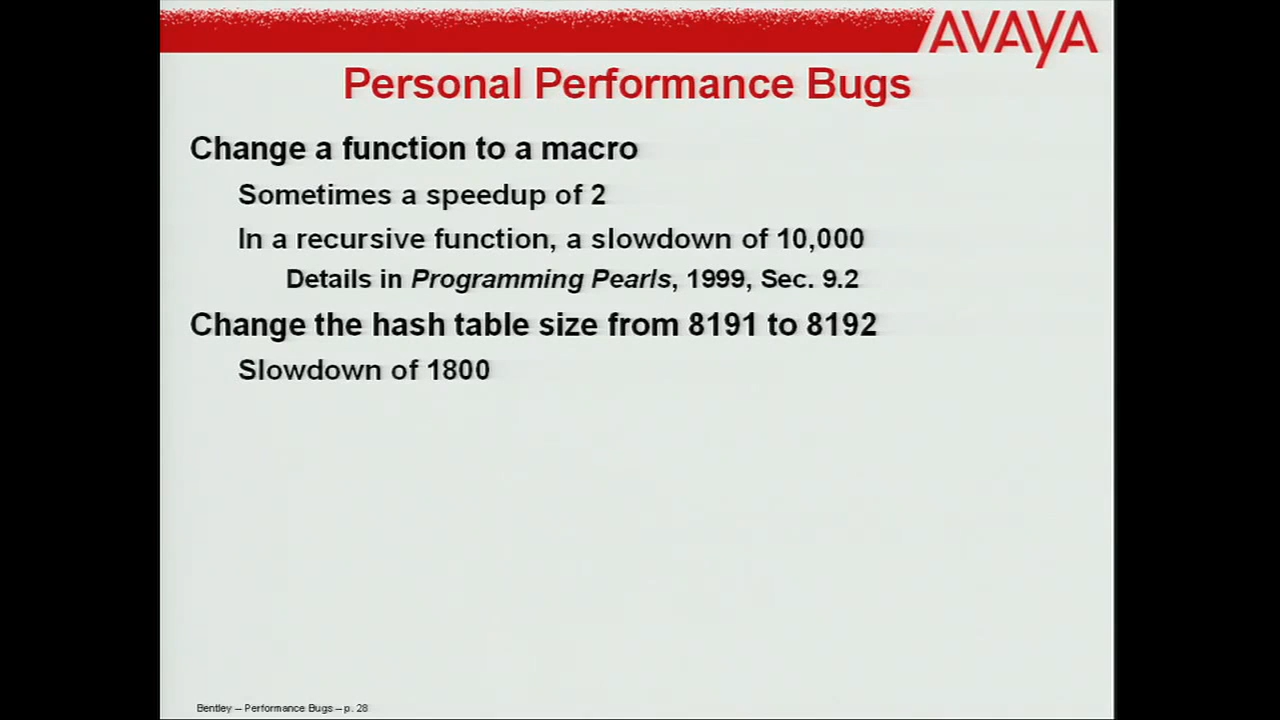 AVAYA
Personal Performance Bugs
Change a function to a macro
Sometimes a speedup of 2
In a recursive function, a slowdown of 10,000
Details in Programming Pearls, 1999, Sec. 9.2
Change the hash table size from 8191 to 8192
Slowdown of 1800
Bentley – Performance Bugs – p. 28